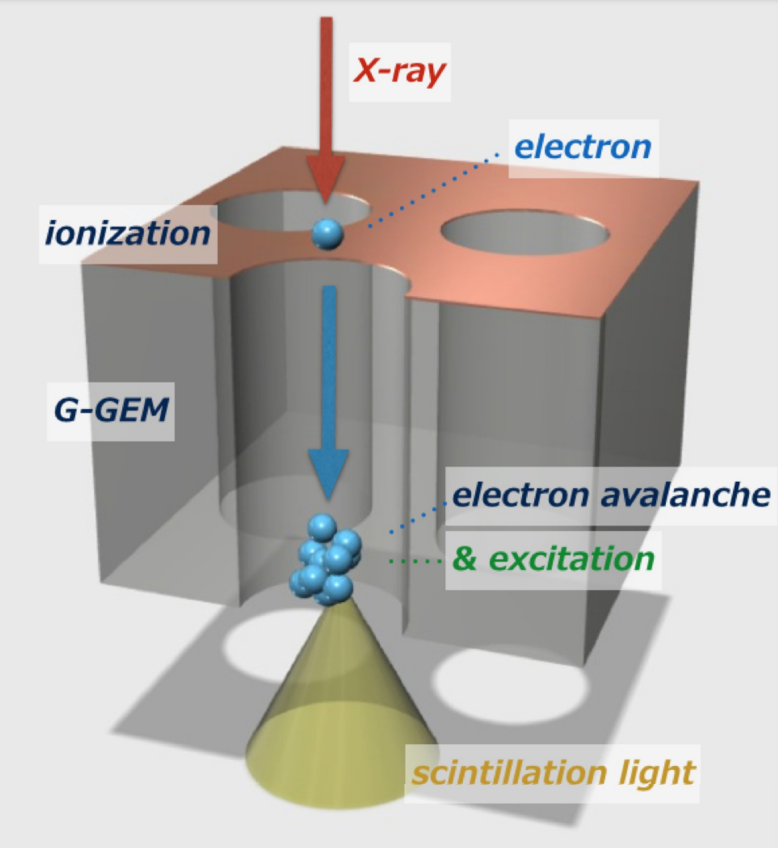 X-ray
electron
ionization
G-GEM
electron avalanche
& excitation
scintillation light